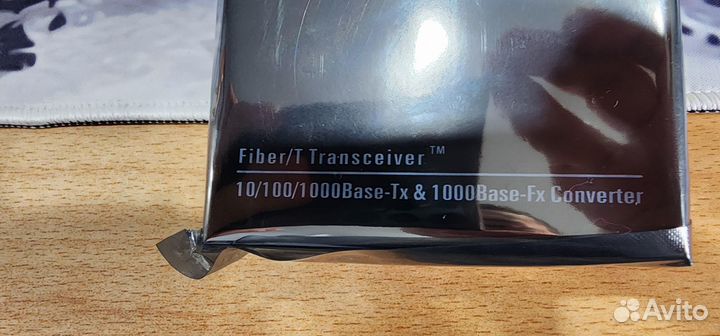 Fiber/T Transceiver™
10/100/1000Base-Tx & 1000Base-Fx Converter
Avito